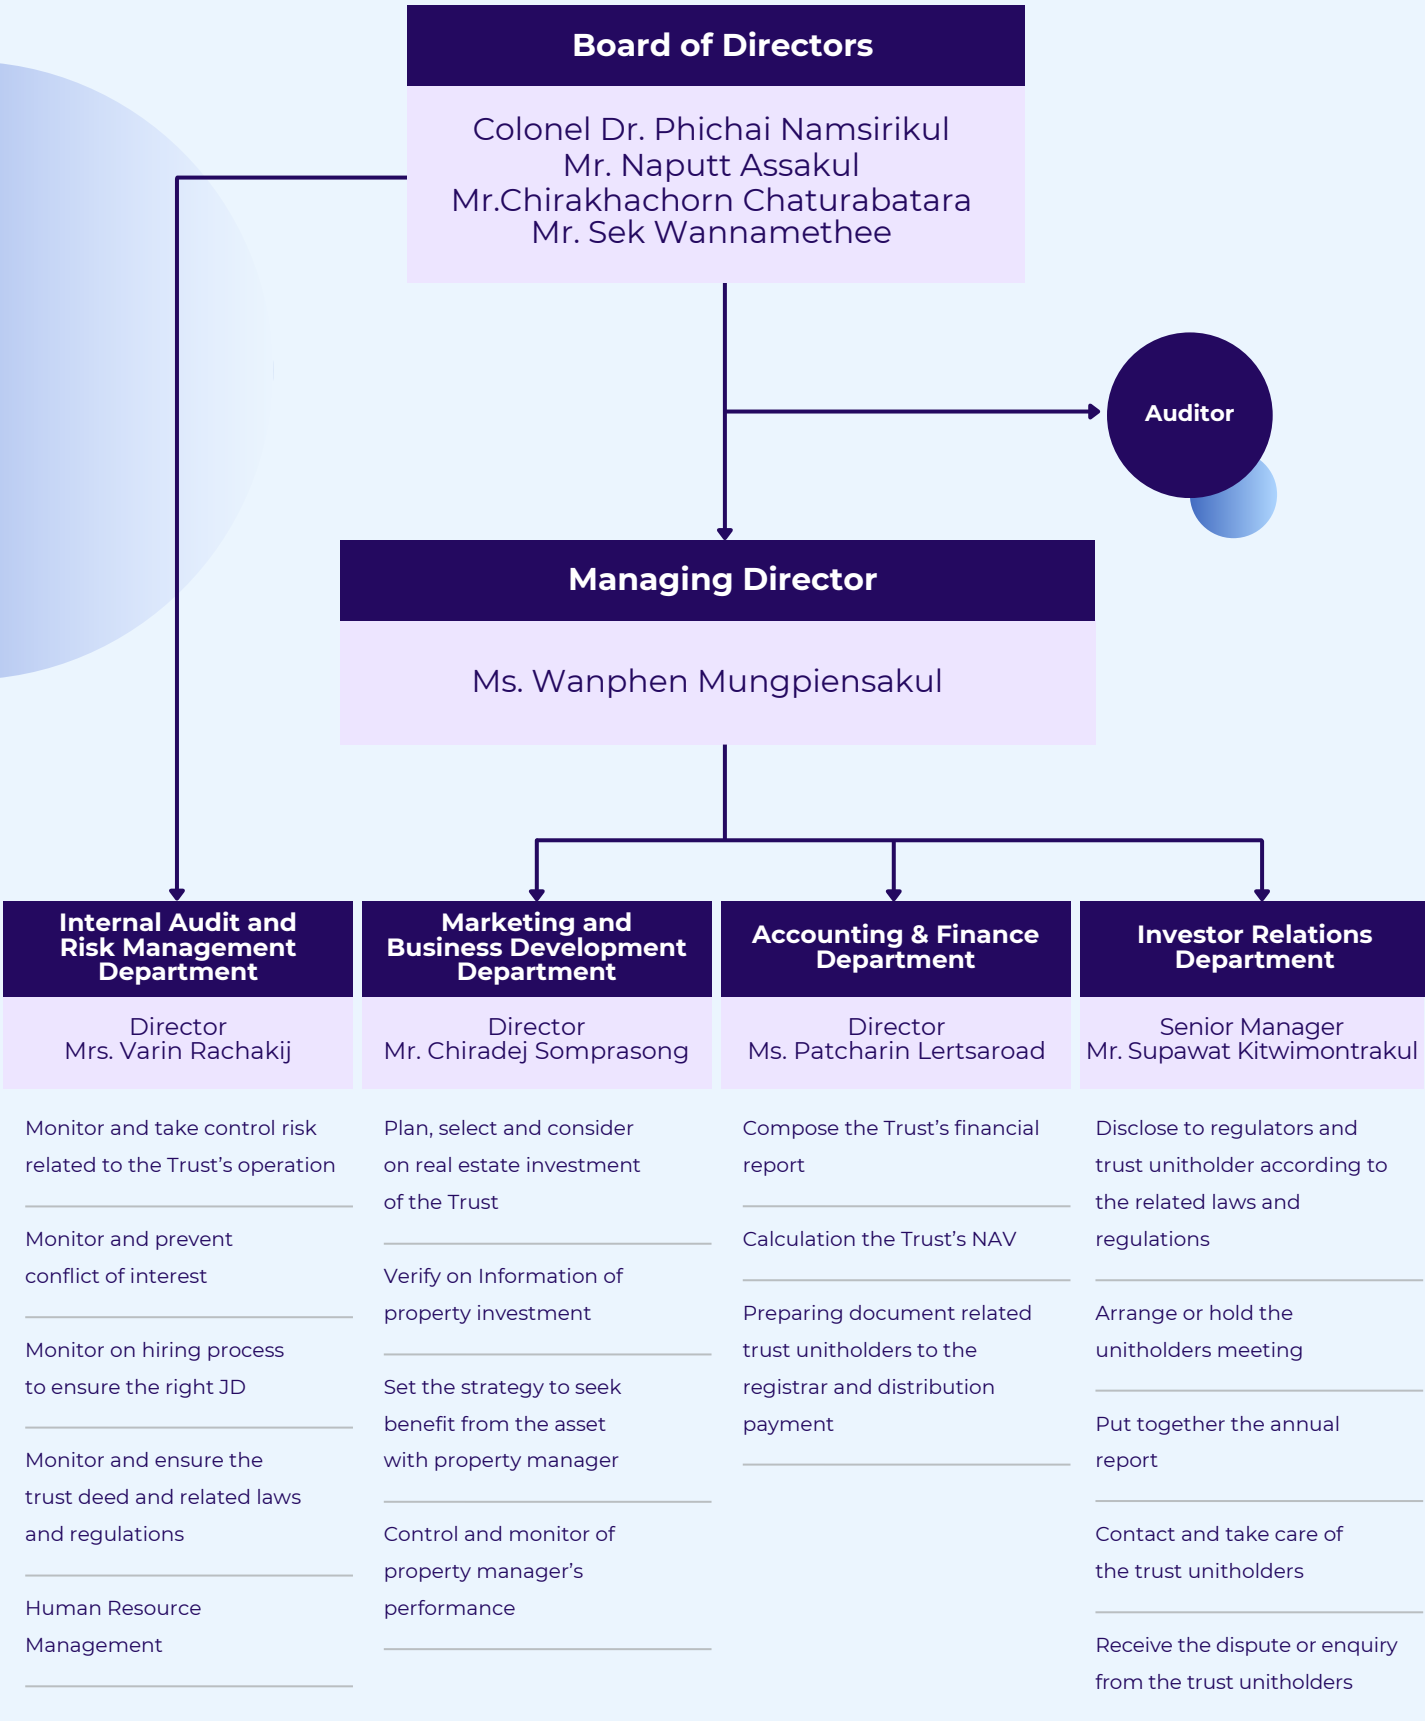 Board of Directors
Colonel Dr. Phichai Namsirikul
Mr. Naputt Assakul
Mr.Chirakhachorn Chaturabatara
Mr. Sek Wannamethee
Auditor
Managing Director
Ms. Wanphen Mungpiensakul
Internal Audit and
Risk Management
Department
Director
Mrs. Varin Rachakij
Monitor and take control risk
related to the Trust’s operation
Monitor and prevent
conflict of interest
Monitor on hiring process
to ensure the right JD
Monitor and ensure the
trust deed and related laws
and regulations
Human Resource
Management
Marketing and
Business Development
Department
Director
Mr. Chiradej Somprasong
Plan, select and consider
on real estate investment
of the Trust
Verify on Information of
property investment
Set the strategy to seek
benefit from the asset
with property manager
Control and monitor of
property manager’s
performance
Accounting & Finance
Department
Director
Ms. Patcharin Lertsaroad
Compose the Trust’s financial
report
Calculation the Trust’s NAV
Preparing document related
trust unitholders to the
registrar and distribution
payment
Investor Relations
Department
Senior Manager
Mr. Supawat Kitwimontrakul
Disclose to regulators and
trust unitholder according to
the related laws and
regulations
Arrange or hold the
unitholders meeting
Put together the annual
report
Contact and take care of
the trust unitholders
Receive the dispute or enquiry
from the trust unitholders